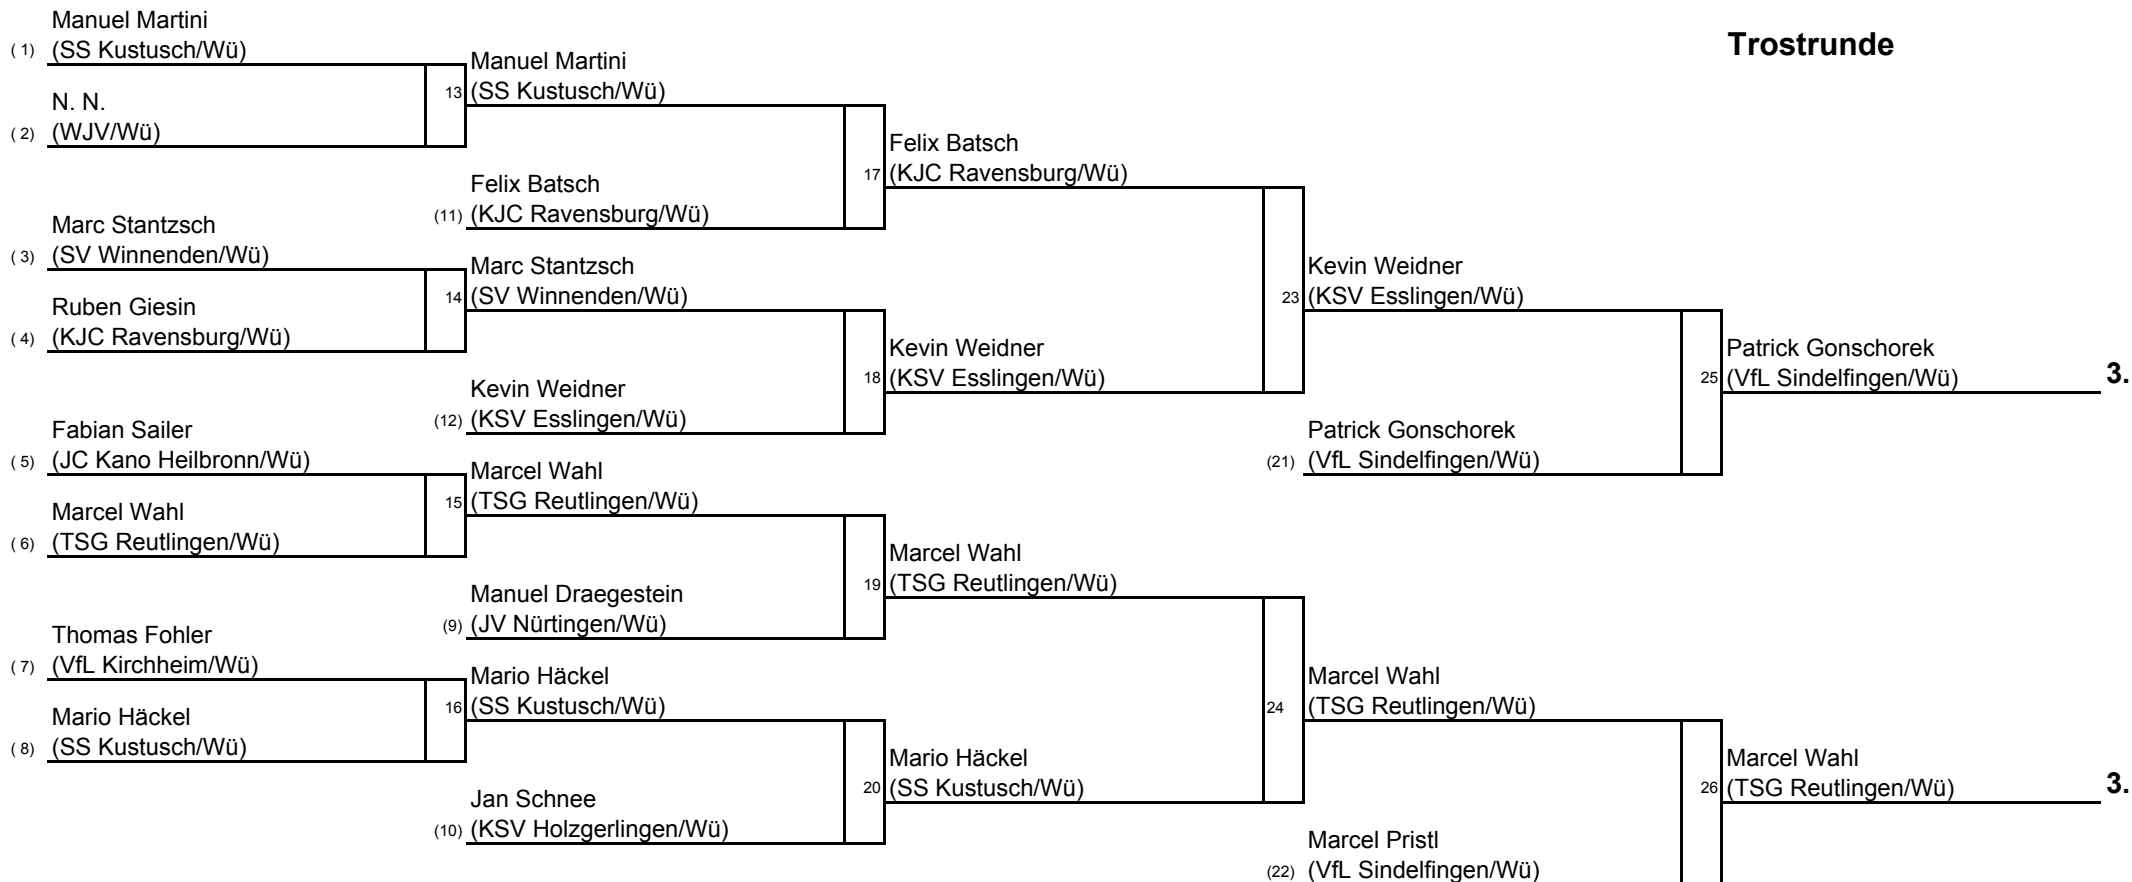 Trostrunde
Manuel Martini
( 1) (SS Kustusch/Wü)
N. N.
( 2) (WJV/Wü)
Marc Stantzsch
( 3) (SV Winnenden/Wü)
Ruben Giesin
( 4) (KJC Ravensburg/Wü)
Fabian Sailer
( 5) (JC Kano Heilbronn/Wü)
Marcel Wahl
( 6) (TSG Reutlingen/Wü)
Thomas Fohler
( 7) (VfL Kirchheim/Wü)
Mario Häckel
( 8) (SS Kustusch/Wü)
Manuel Martini
13 (SS Kustusch/Wü)
Felix Batsch
(11) (KJC Ravensburg/Wü)
Marc Stantzsch
14 (SV Winnenden/Wü)
Kevin Weidner
(12) (KSV Esslingen/Wü)
Marcel Wahl
15 (TSG Reutlingen/Wü)
Manuel Draegestein
(9) (JV Nürtingen/Wü)
Mario Häckel
16 (SS Kustusch/Wü)
Jan Schnee
(10) (KSV Holzgerlingen/Wü)
Felix Batsch
17 (KJC Ravensburg/Wü)
Kevin Weidner
18 (KSV Esslingen/Wü)
Marcel Wahl
19 (TSG Reutlingen/Wü)
Mario Häckel
20 (SS Kustusch/Wü)
Kevin Weidner
23 (KSV Esslingen/Wü)
Patrick Gonschorek
(21) (VfL Sindelfingen/Wü)
Marcel Wahl
24 (TSG Reutlingen/Wü)
Marcel Pristl
(22) (VfL Sindelfingen/Wü)
Patrick Gonschorek
25 (VfL Sindelfingen/Wü) 3.
Marcel Wahl
26 (TSG Reutlingen/Wü) 3.